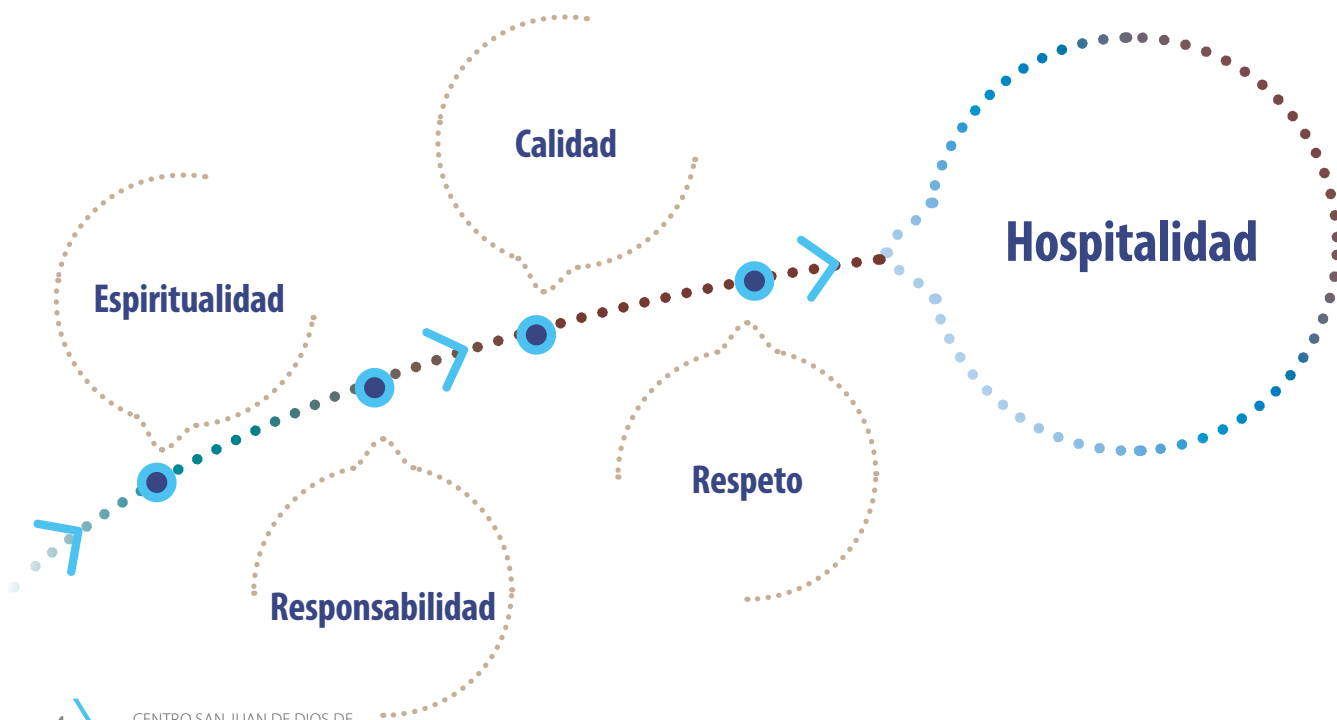 Calidad
Hospitalidad
Espiritualidad
Respeto
Responsabilidad
CENTRO SAN JUAN DE DIOS DE